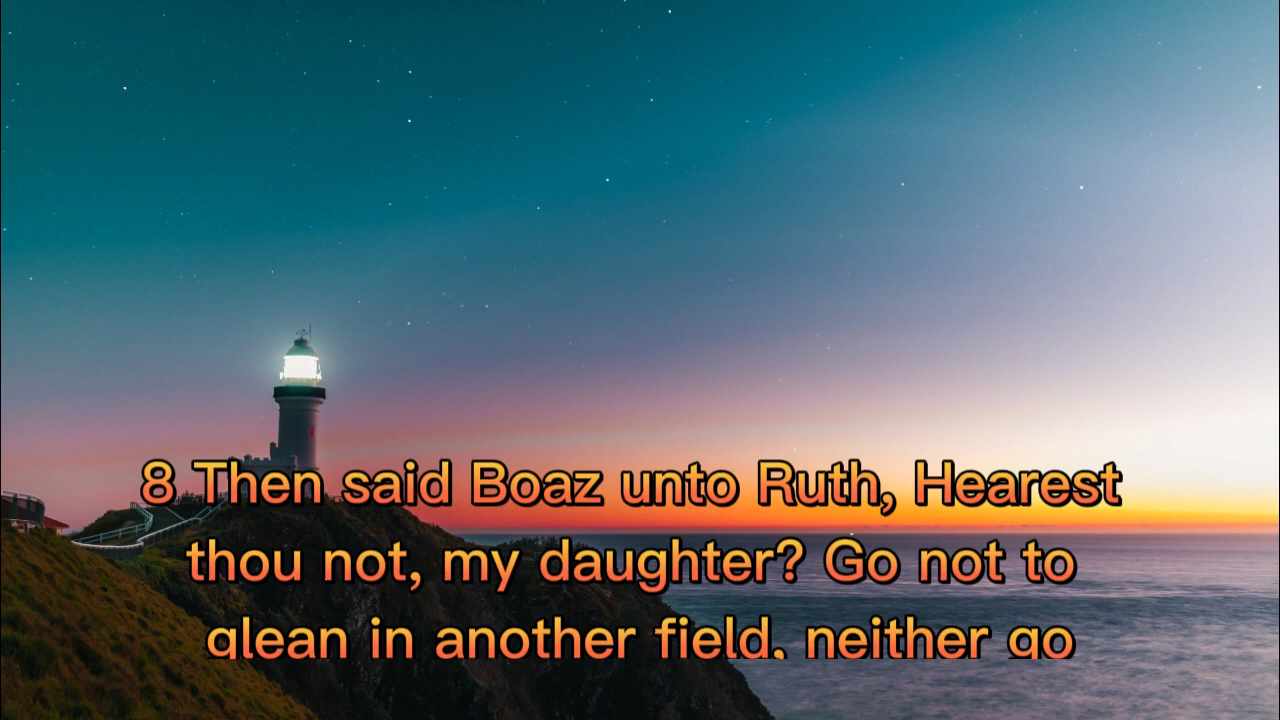 8 Then said Boaz unto Ruth, Hearest
thou not, my daughter? Go not to
glean in another field, neither go